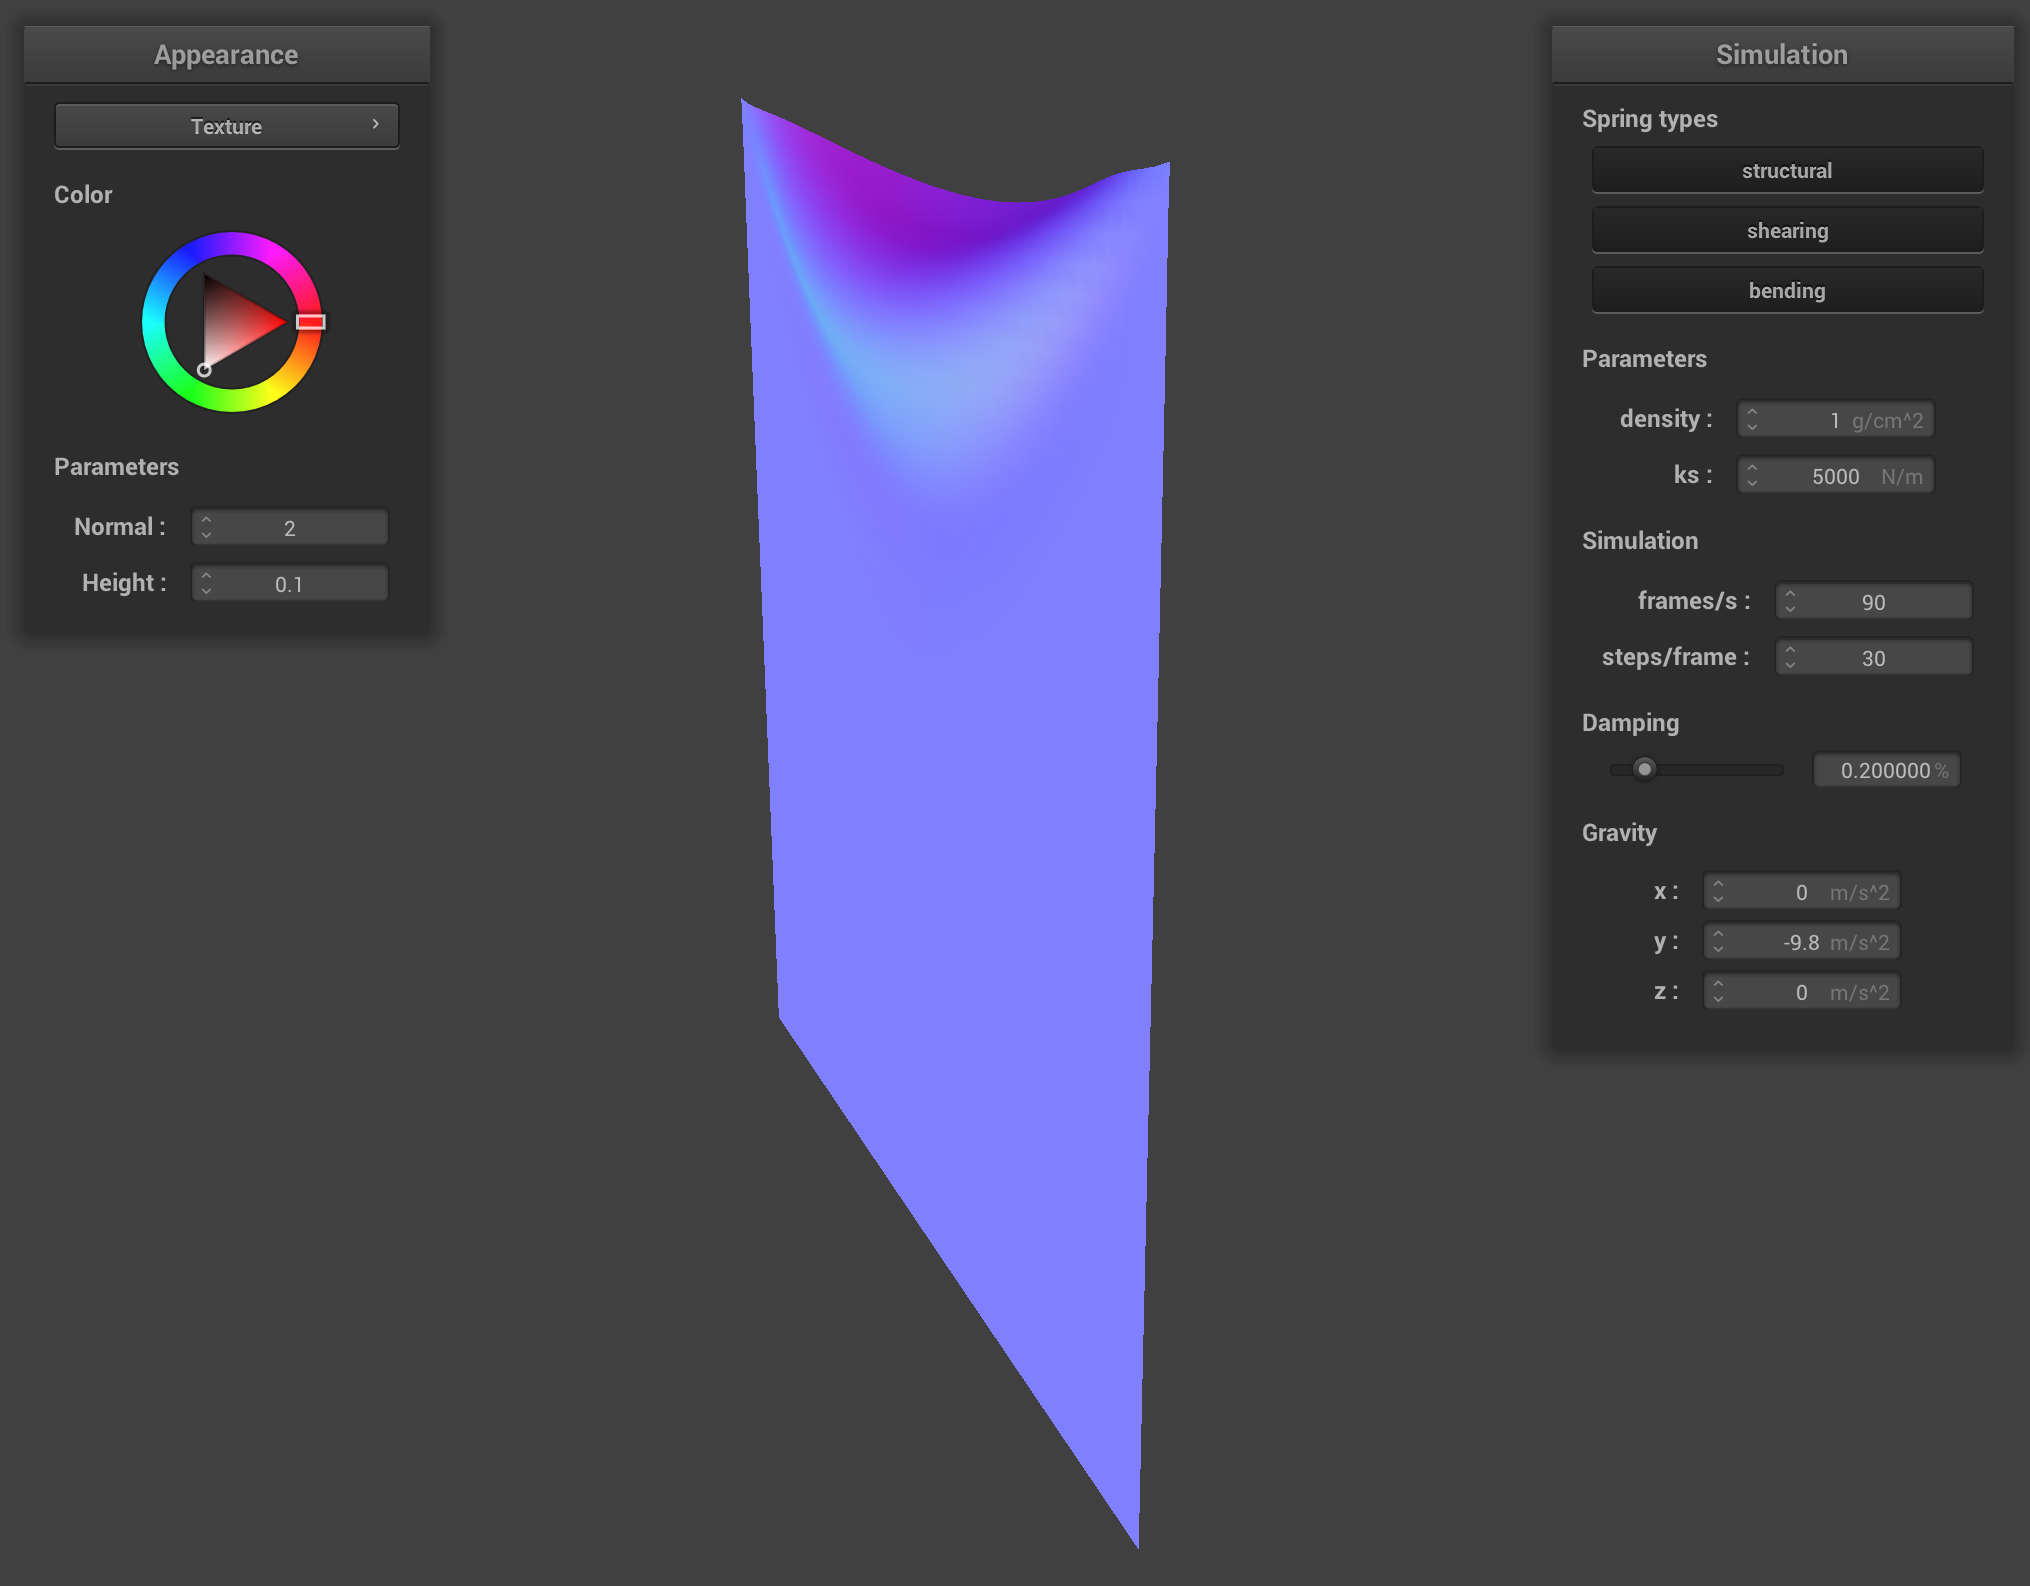 Appearance
Texture
Color
Parameters
Normal : 2
Height : 0.1
Simulation
Spring types
structural
shearing
bending
Parameters
density : 1 g/cm^2
ks : 5000 N/m
Simulation
frames/s : 90
steps/frame : 30
Damping
0.200000 %
Gravity
x : 0 m/s^2
y : -9.8 m/s^2
z : 0 m/s^2